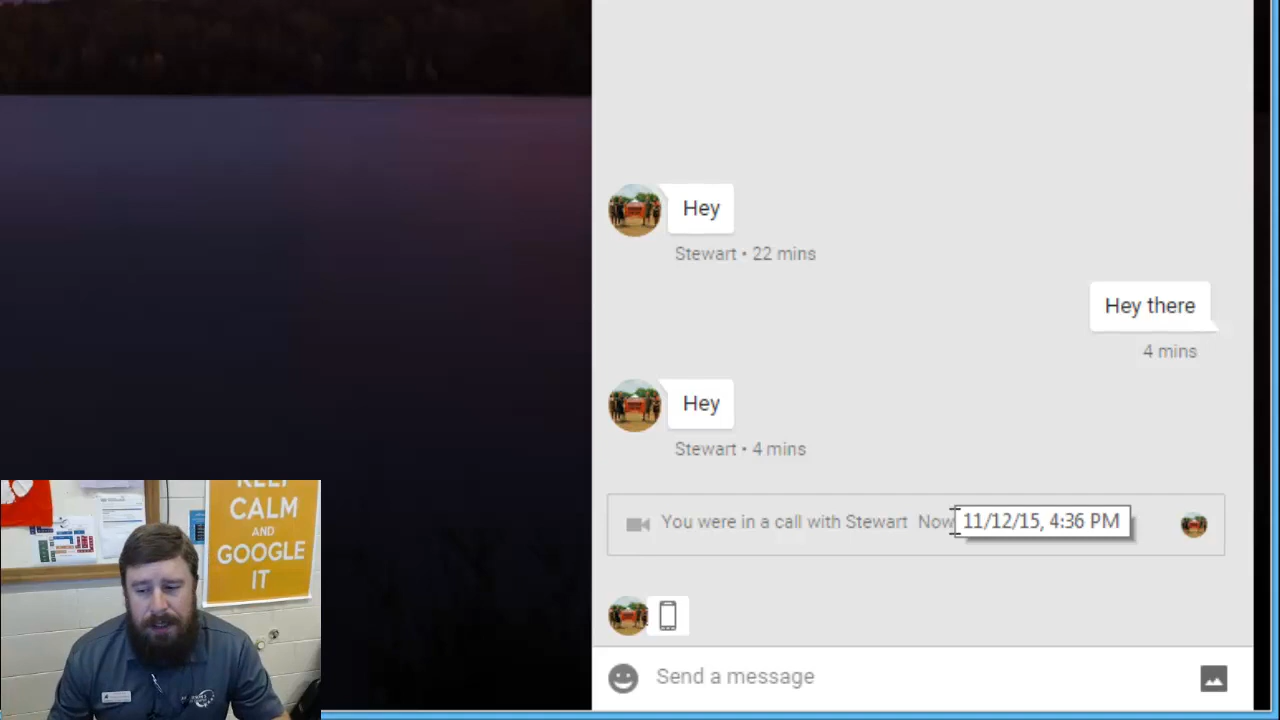 Hey
Stewart • 22 mins
Hey there
4 mins
Hey
Stewart • 4 mins
You were in a call with Stewart Now
11/12/15, 4:36 PM
Send a message
KEEP
CALM
AND
GOOGLE
IT